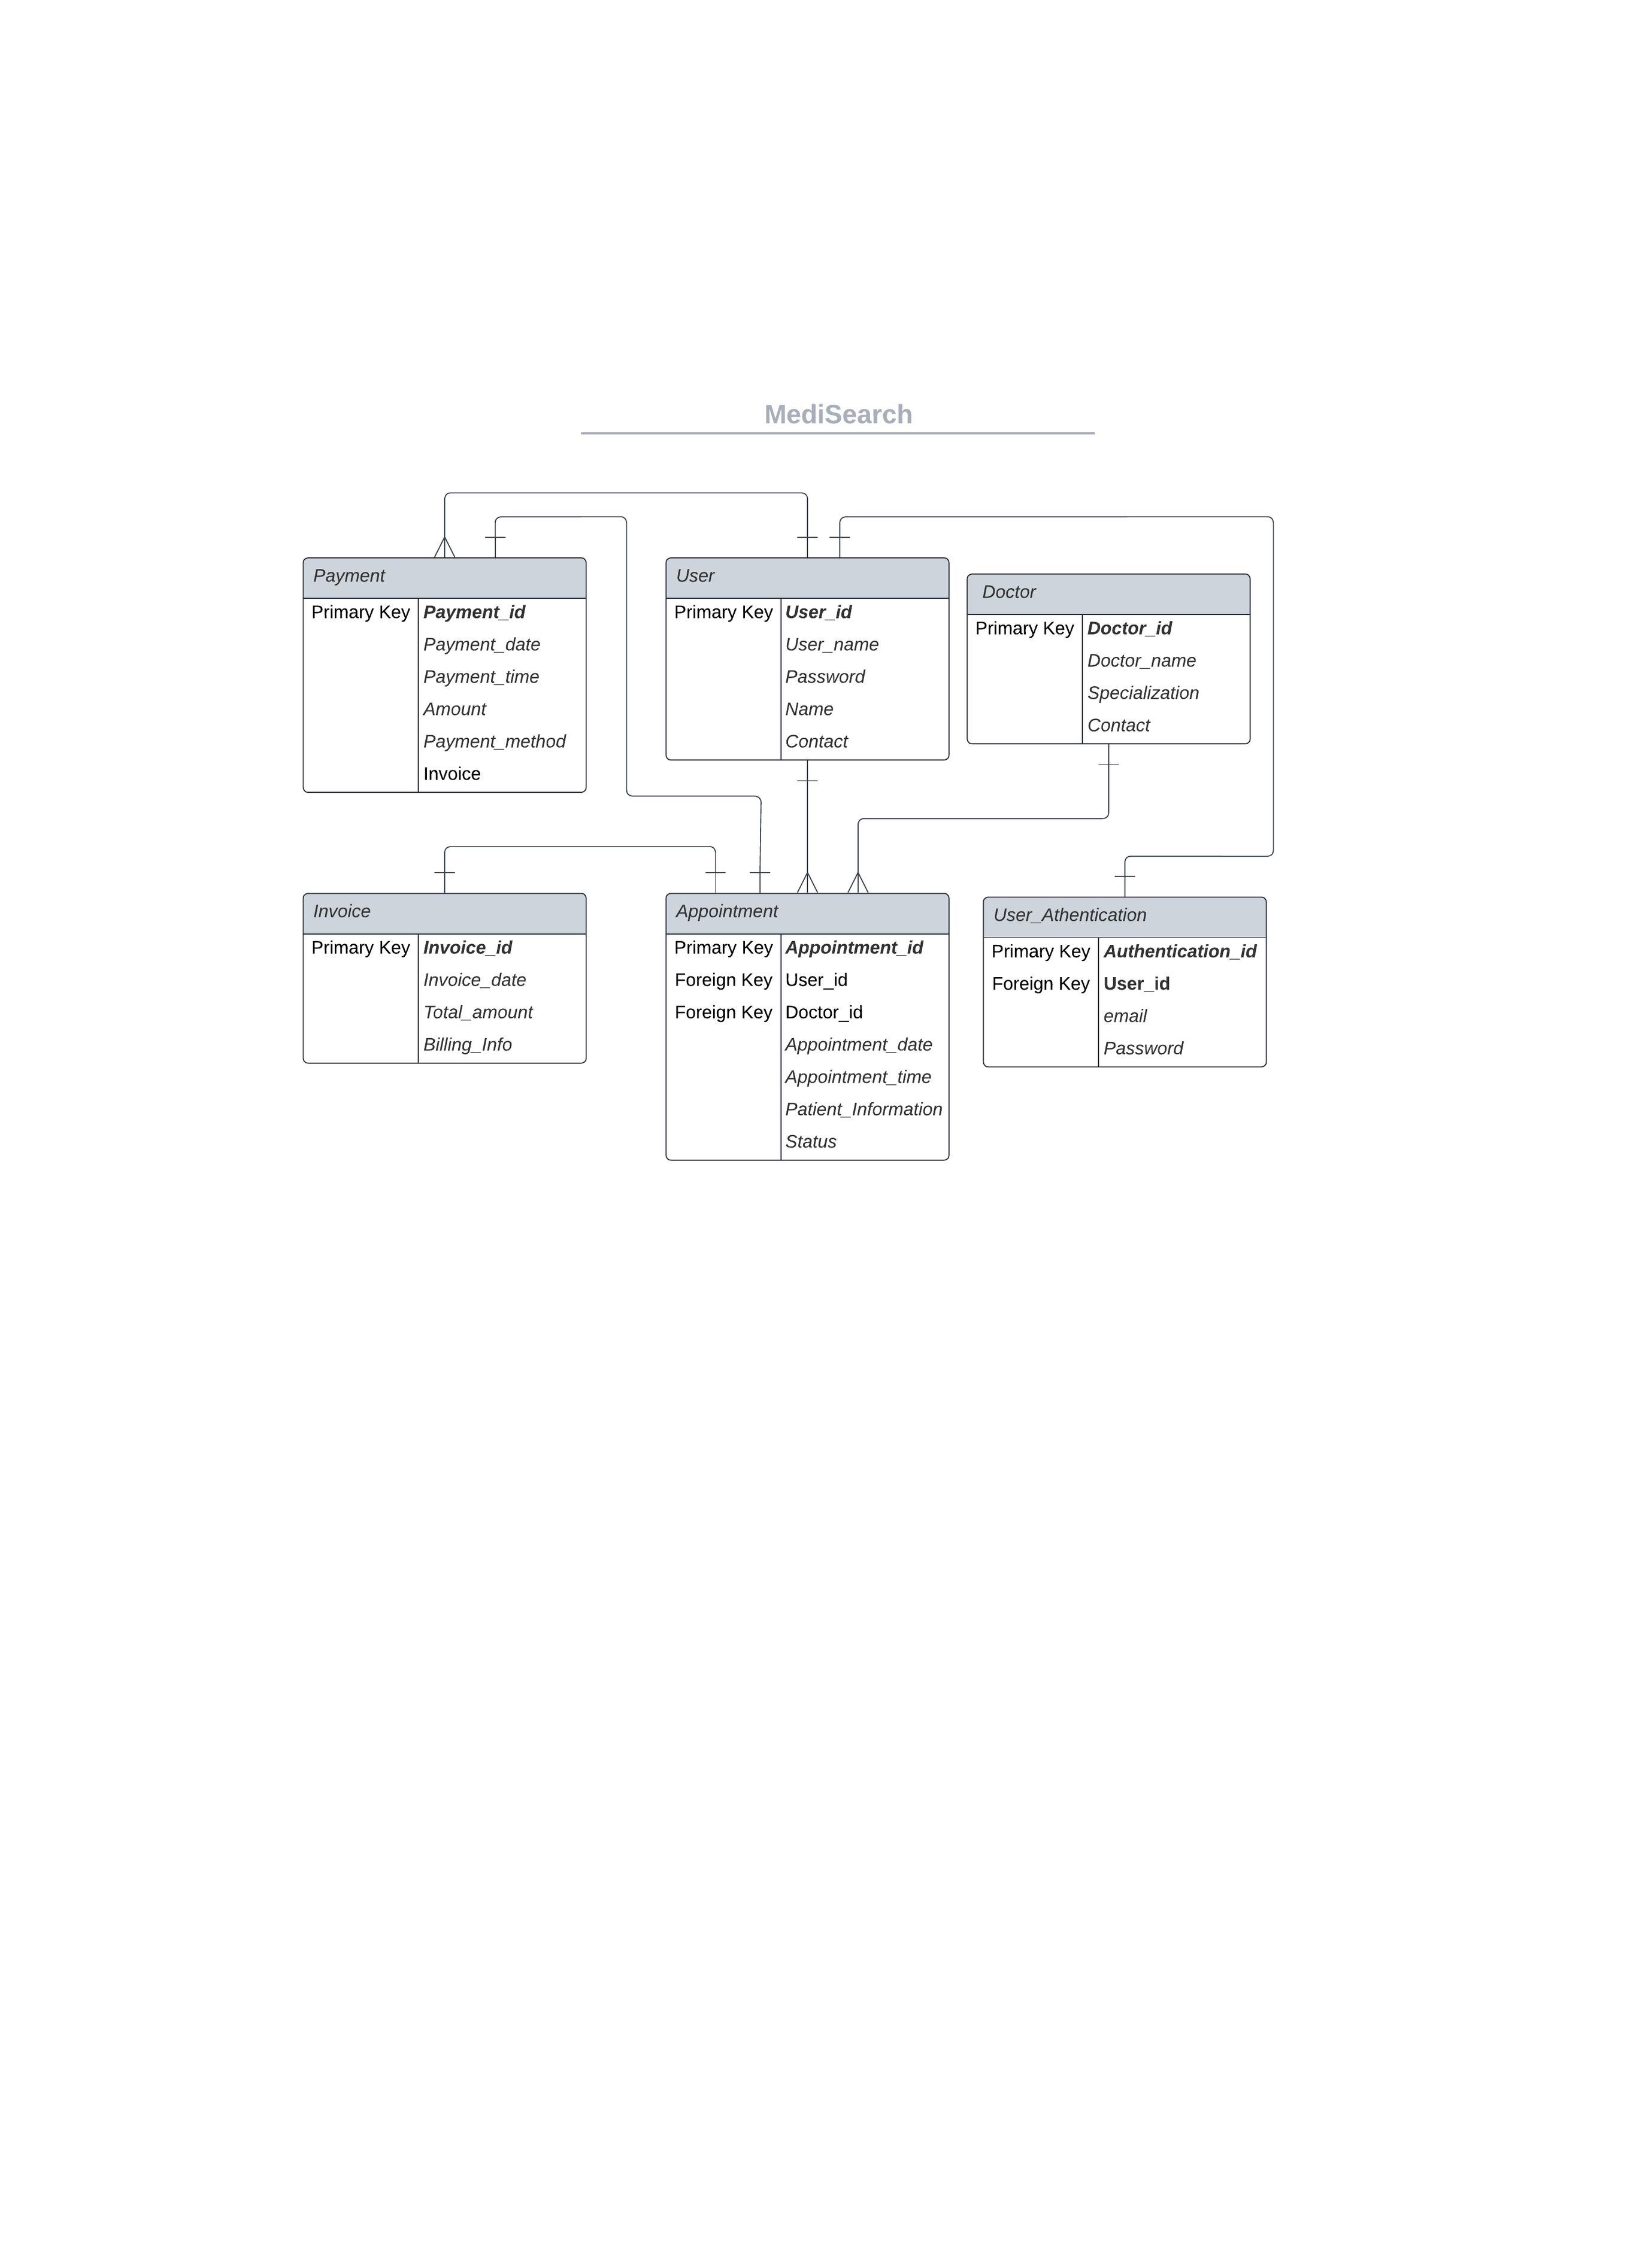 MediSearch
Payment
Primary Key Payment_id
Payment_date
Payment_time
Amount
Payment_method
Invoice
User
Primary Key User_id
User_name
Password
Name
Contact
Doctor
Primary Key Doctor_id
Doctor_name
Specialization
Contact
Invoice
Primary Key Invoice_id
Invoice_date
Total_amount
Billing_Info
Appointment
Primary Key Appointment_id
Foreign Key User_id
Foreign Key Doctor_id
Appointment_date
Appointment_time
Patient_Information
Status
User_Athentication
Primary Key Authentication_id
Foreign Key User_id
email
Password